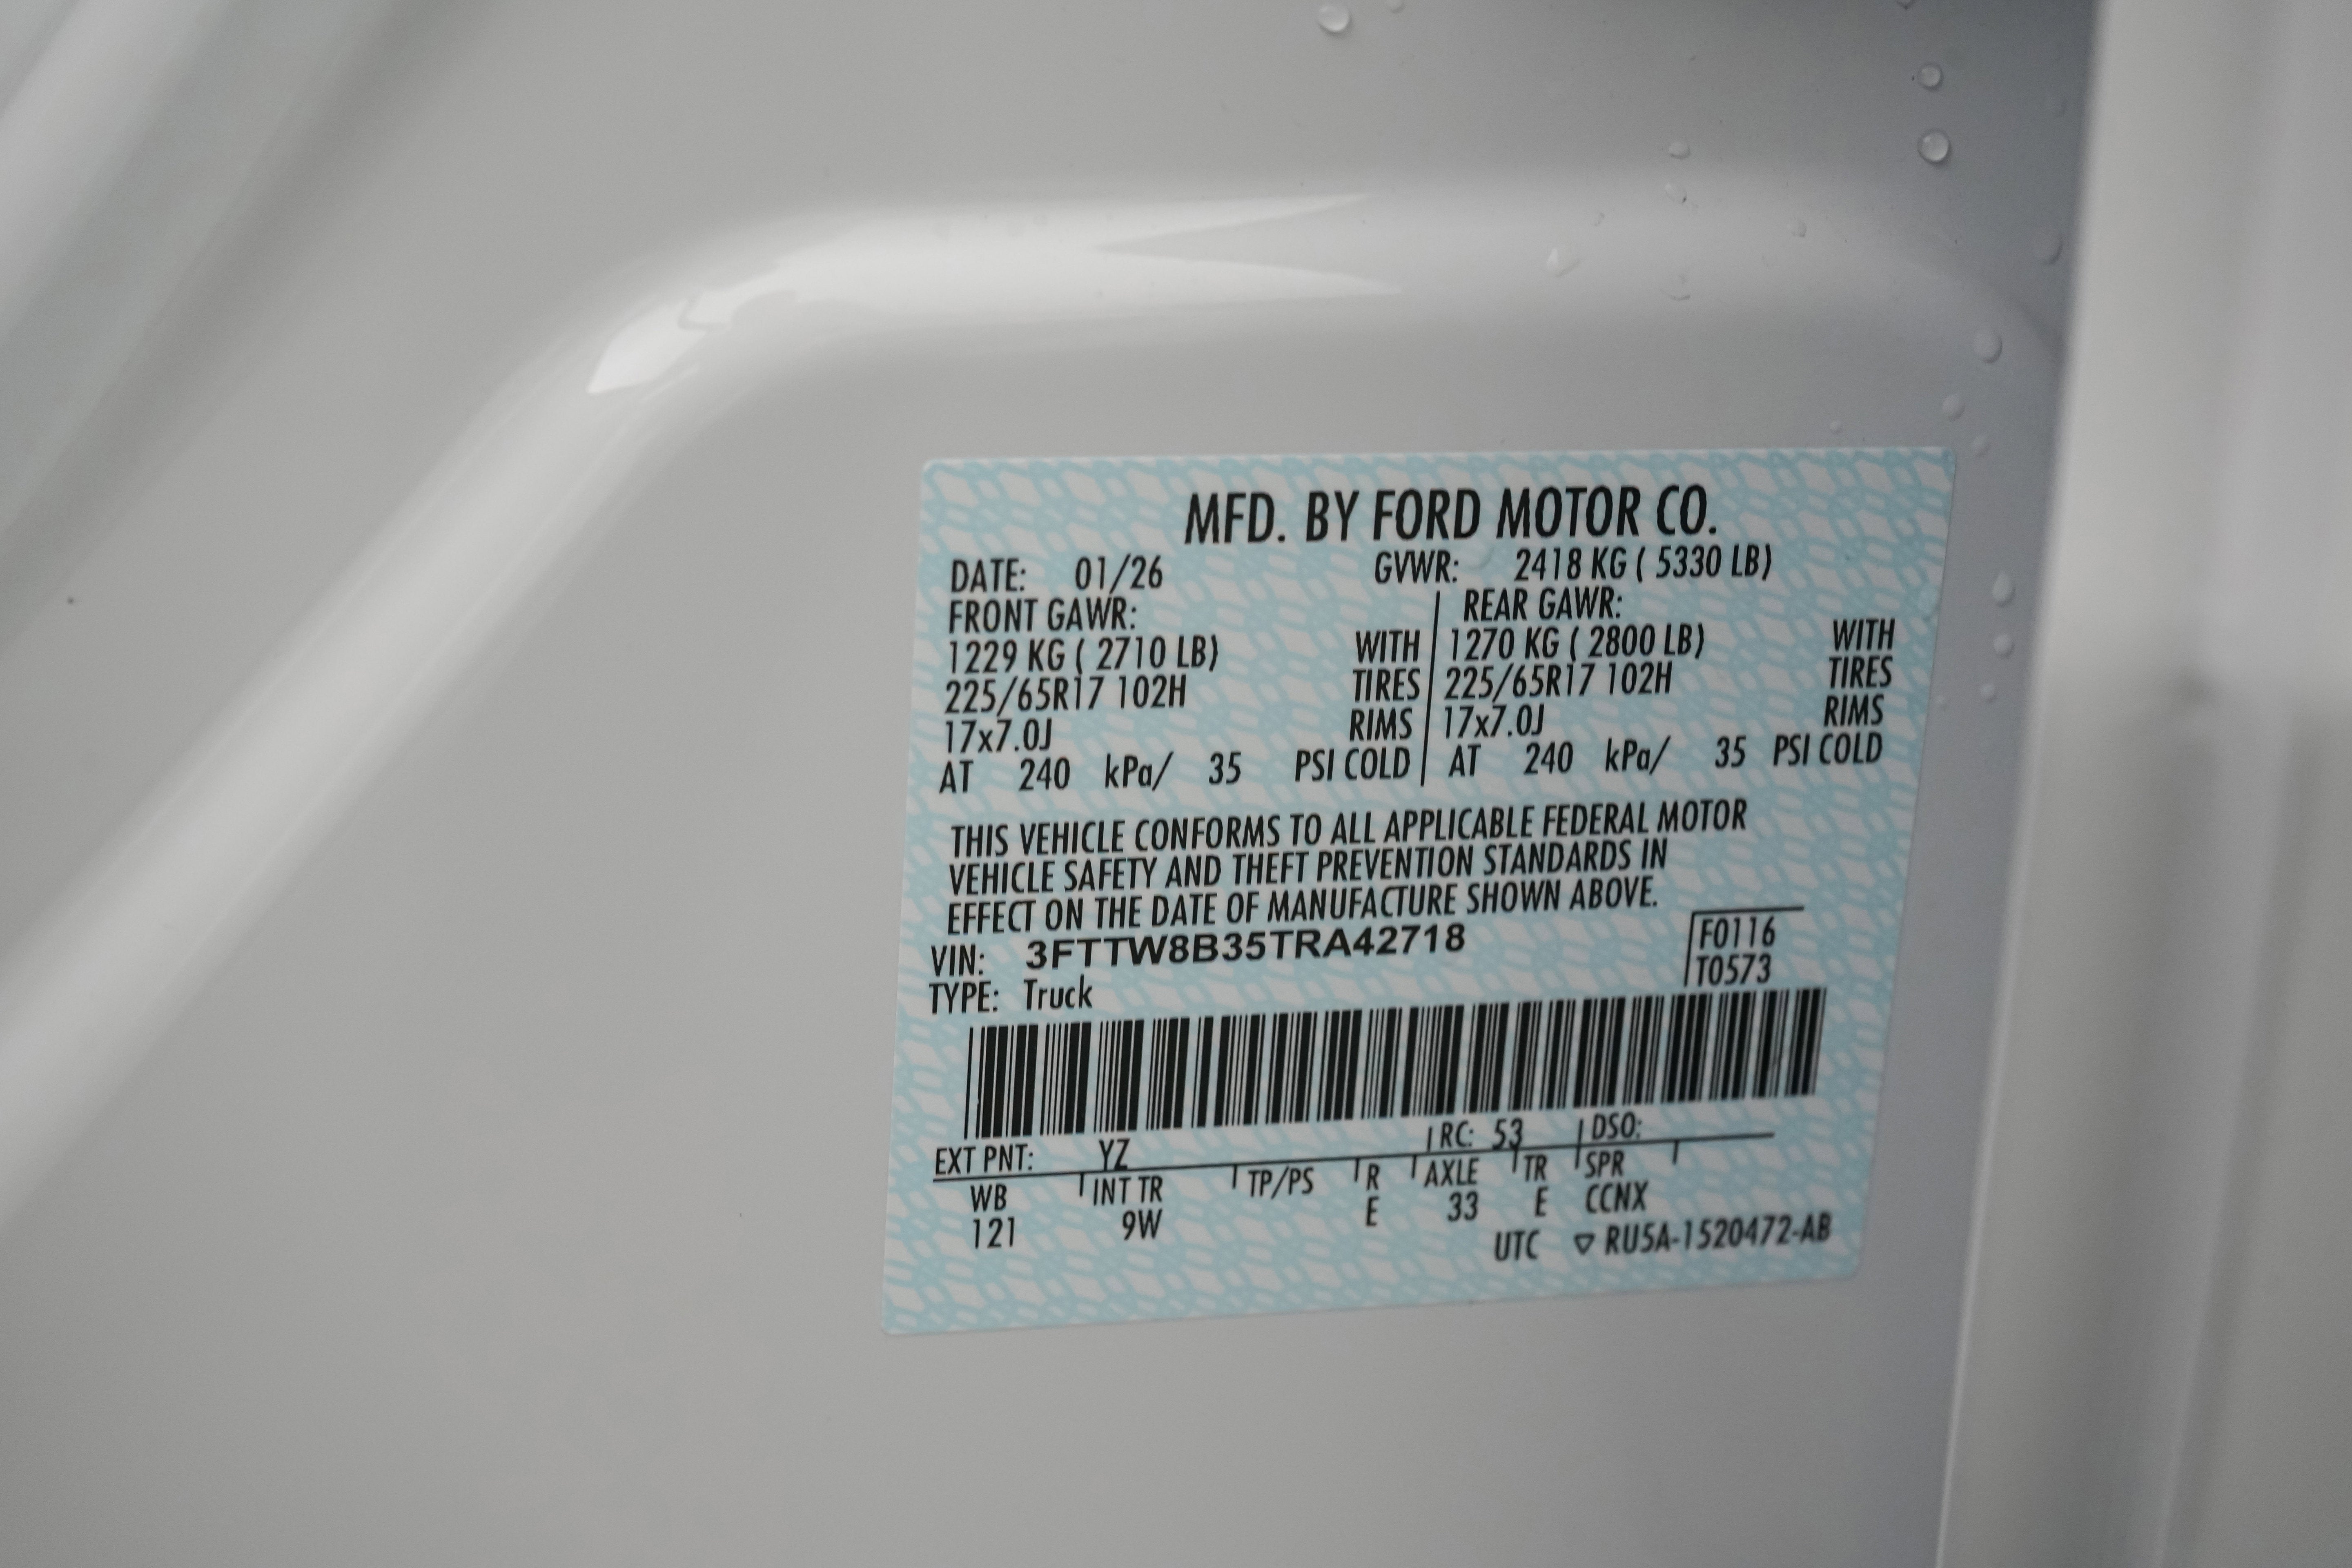 MFD. BY FORD MOTOR CO.
DATE: 01/26 GVWR: 2418 KG ( 5330 LB)
FRONT GAWR: REAR GAWR:
1229 KG ( 2710 LB) WITH 1270 KG ( 2800 LB) WITH
225/65R17 102H TIRES 225/65R17 102H TIRES
17x7.0J RIMS 17x7.0J RIMS
AT 240 kPa/ 35 PSI COLD AT 240 kPa/ 35 PSI COLD
THIS VEHICLE CONFORMS TO ALL APPLICABLE FEDERAL MOTOR
VEHICLE SAFETY AND THEFT PREVENTION STANDARDS IN
EFFECT ON THE DATE OF MANUFACTURE SHOWN ABOVE.
VIN: 3FTTW8B35TRA42718 F0116
TYPE: Truck T0573
EXT PNT: YZ RC: 53 DSO:
WB INT TR TP/PS R AXLE TR SPR
121 9W E 33 E CCNX
UTC ▽ RU5A-1520472-AB